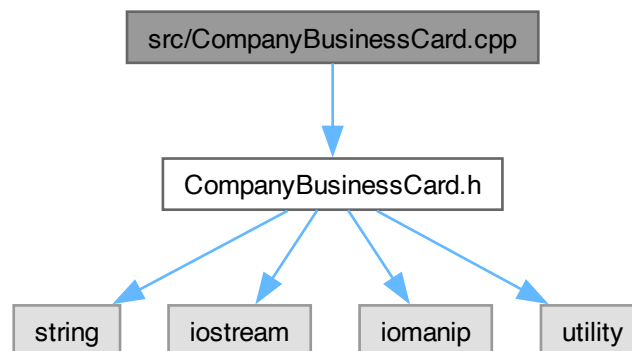 src/CompanyBusinessCard.cpp
CompanyBusinessCard.h
string
iostream
iomanip
utility